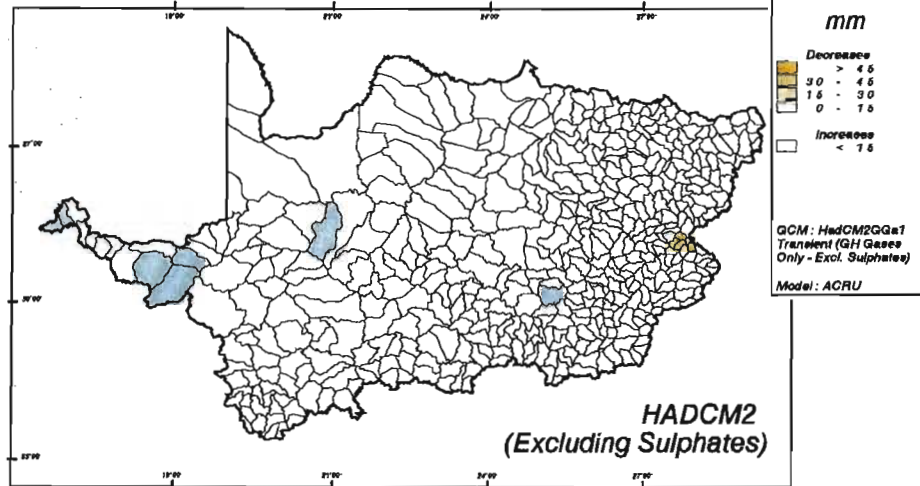 mm
Decreases
> 45
30 - 45
15 - 30
0 - 15
Increases
< 15
GCM : HadCM2GGa1
Transient (GH Gases
Only - Excl. Sulphates)
Model : ACRU
HADCM2
(Excluding Sulphates)